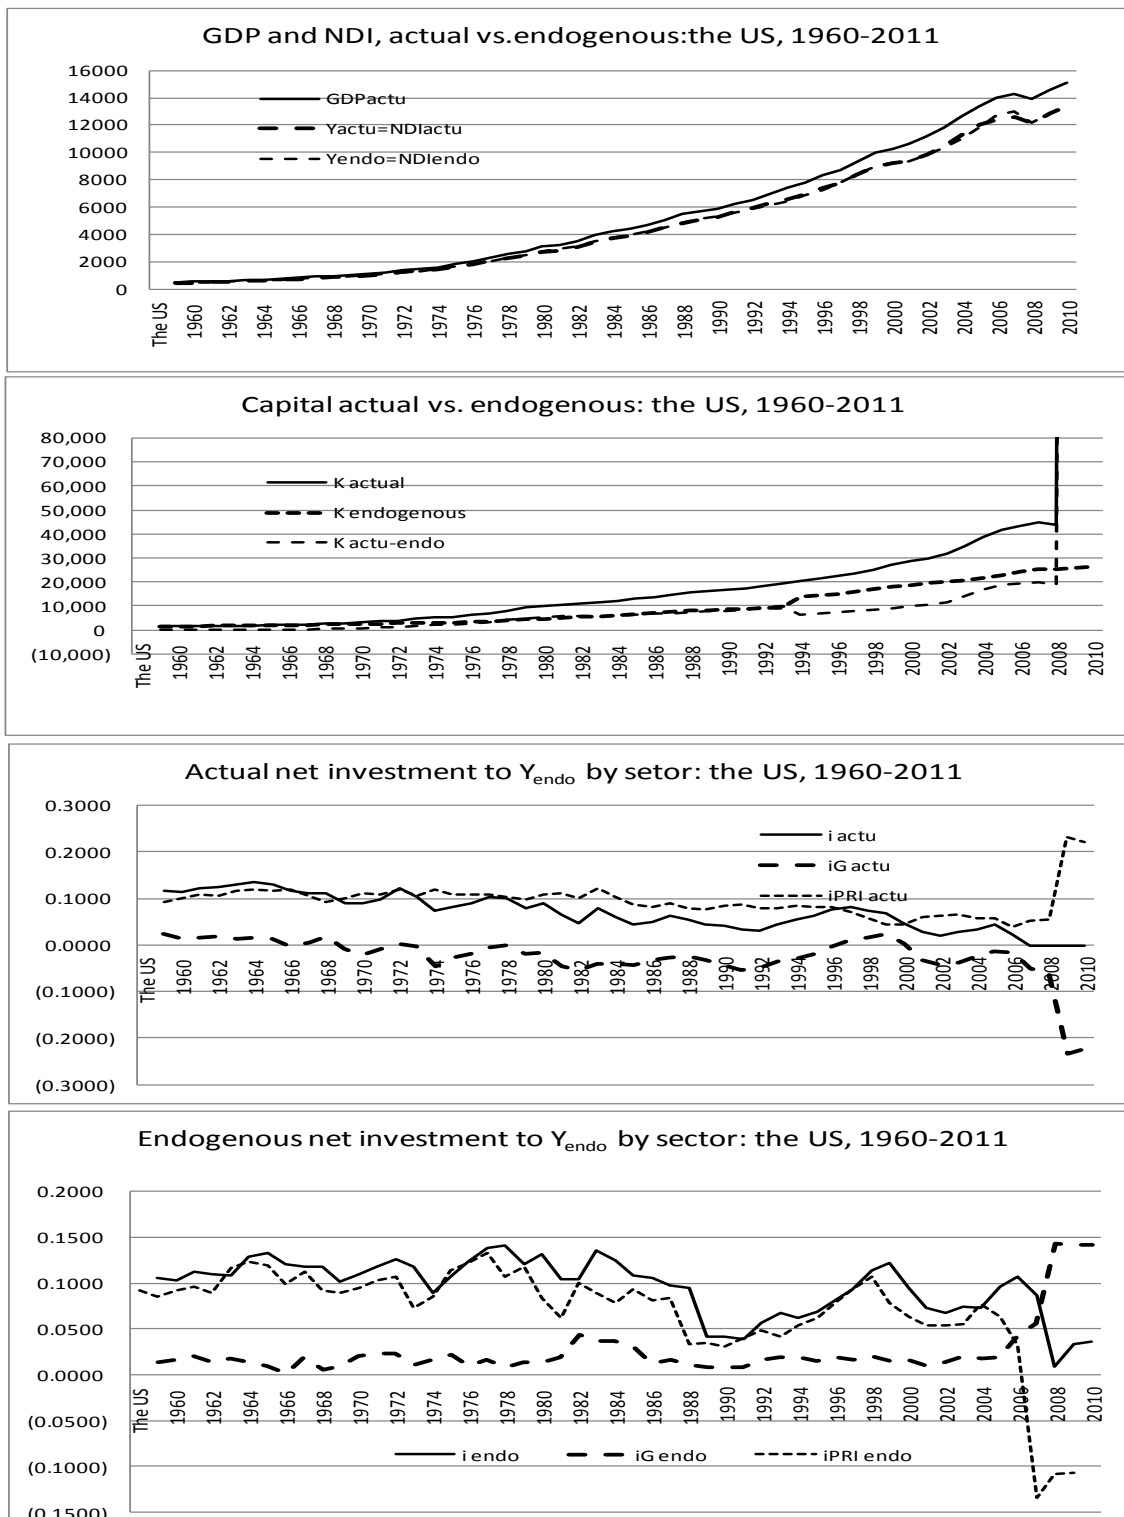 GDP and NDI, actual vs.endogenous:the US, 1960-2011
16000
14000
12000
10000
8000
6000
4000
2000
0
GDPactu
Yactu=NDIactu
Yendo=NDIendo
The US 1960 1962 1964 1966 1968 1970 1972 1974 1976 1978 1980 1982 1984 1986 1988 1990 1992 1994 1996 1998 2000 2002 2004 2006 2008 2010
Capital actual vs. endogenous: the US, 1960-2011
80,000
70,000
60,000
50,000
40,000
30,000
20,000
10,000
0
(10,000)
K actual
K endogenous
K actu-endo
The US 1960 1962 1964 1966 1968 1970 1972 1974 1976 1978 1980 1982 1984 1986 1988 1990 1992 1994 1996 1998 2000 2002 2004 2006 2008 2010
Actual net investment to Yendo by setor: the US, 1960-2011
0.3000
0.2000
0.1000
0.0000
(0.1000)
(0.2000)
(0.3000)
i actu
iG actu
iPRI actu
The US 1960 1962 1964 1966 1968 1970 1972 1974 1976 1978 1980 1982 1984 1986 1988 1990 1992 1994 1996 1998 2000 2002 2004 2006 2008 2010
Endogenous net investment to Yendo by sector: the US, 1960-2011
0.2000
0.1500
0.1000
0.0500
0.0000
(0.0500)
(0.1000)
(0.1500)
The US 1960 1962 1964 1966 1968 1970 1972 1974 1976 1978 1980 1982 1984 1986 1988 1990 1992 1994 1996 1998 2000 2002 2004 2006 2008 2010
i endo iG endo iPRI endo